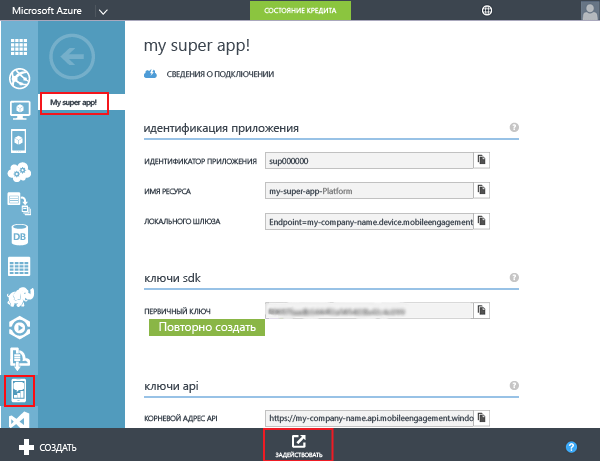 Microsoft Azure
СОСТОЯНИЕ КРЕДИТА
my super app!
СВЕДЕНИЯ О ПОДКЛЮЧЕНИИ
My super app!
идентификация приложения
?
ИДЕНТИФИКАТОР ПРИЛОЖЕНИЯ
sup000000
ИМЯ РЕСУРСА
my-super-app-Platform
ЛОКАЛЬНОГО ШЛЮЗА
Endpoint=my-company-name.device.mobileengagement
DB
ключи sdk
?
ПЕРВИЧНЫЙ КЛЮЧ
Повторно создать
ключи api
?
КОРНЕВОЙ АДРЕС API
https://my-company-name.api.mobileengagement.windo
СОЗДАТЬ
ЗАДЕЙСТВОВАТЬ
?